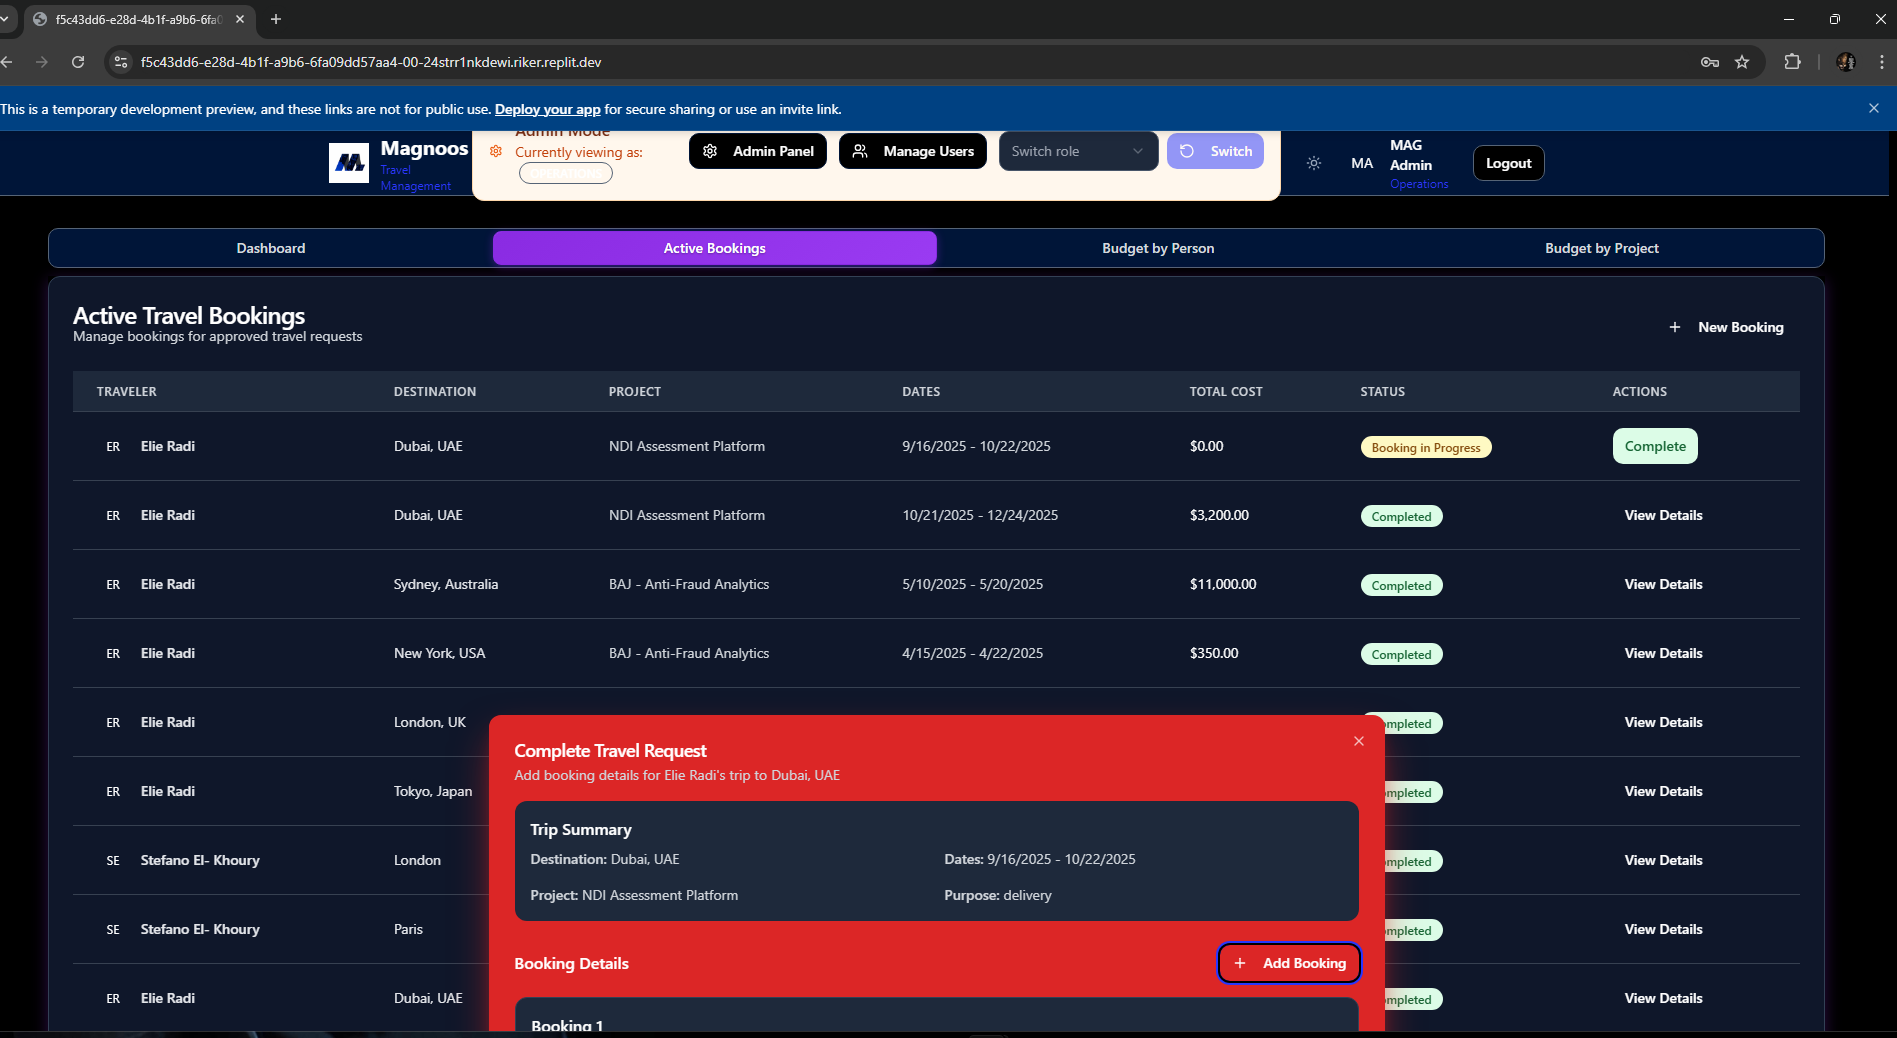 f5c43dd6-e28d-4b1f-a9b6-6fa0
f5c43dd6-e28d-4b1f-a9b6-6fa09dd57aa4-00-24strr1nkdewi.riker.replit.dev
This is a temporary development preview, and these links are not for public use. Deploy your app for secure sharing or use an invite link.
Magnoos
Travel
Management
Admin Mode
Currently viewing as:
OPERATIONS
Admin Panel
Manage Users
Switch role
Switch
MA
MAG
Admin
Operations
Logout
Dashboard
Active Bookings
Budget by Person
Budget by Project
Active Travel Bookings
Manage bookings for approved travel requests
+ New Booking
TRAVELER DESTINATION PROJECT DATES TOTAL COST STATUS ACTIONS
ER Elie Radi Dubai, UAE NDI Assessment Platform 9/16/2025 - 10/22/2025 $0.00 Booking in Progress Complete
ER Elie Radi Dubai, UAE NDI Assessment Platform 10/21/2025 - 12/24/2025 $3,200.00 Completed View Details
ER Elie Radi Sydney, Australia BAJ - Anti-Fraud Analytics 5/10/2025 - 5/20/2025 $11,000.00 Completed View Details
ER Elie Radi New York, USA BAJ - Anti-Fraud Analytics 4/15/2025 - 4/22/2025 $350.00 Completed View Details
ER Elie Radi London, UK mpleted View Details
ER Elie Radi Tokyo, Japan mpleted View Details
SE Stefano El- Khoury London mpleted View Details
SE Stefano El- Khoury Paris mpleted View Details
ER Elie Radi Dubai, UAE mpleted View Details
Complete Travel Request
Add booking details for Elie Radi's trip to Dubai, UAE
Trip Summary
Destination: Dubai, UAE Dates: 9/16/2025 - 10/22/2025
Project: NDI Assessment Platform Purpose: delivery
Booking Details
+ Add Booking
Booking 1